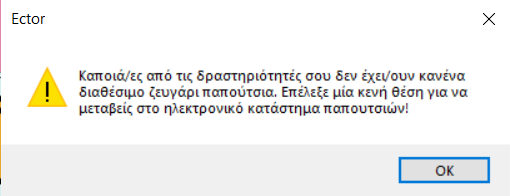 Ector
Καποιά/ες από τις δραστηριότητές σου δεν έχει/ουν κανένα
διαθέσιμο ζευγάρι παπούτσια. Επέλεξε μία κενή θέση για να
μεταβείς στο ηλεκτρονικό κατάστημα παπουτσιών!
OK